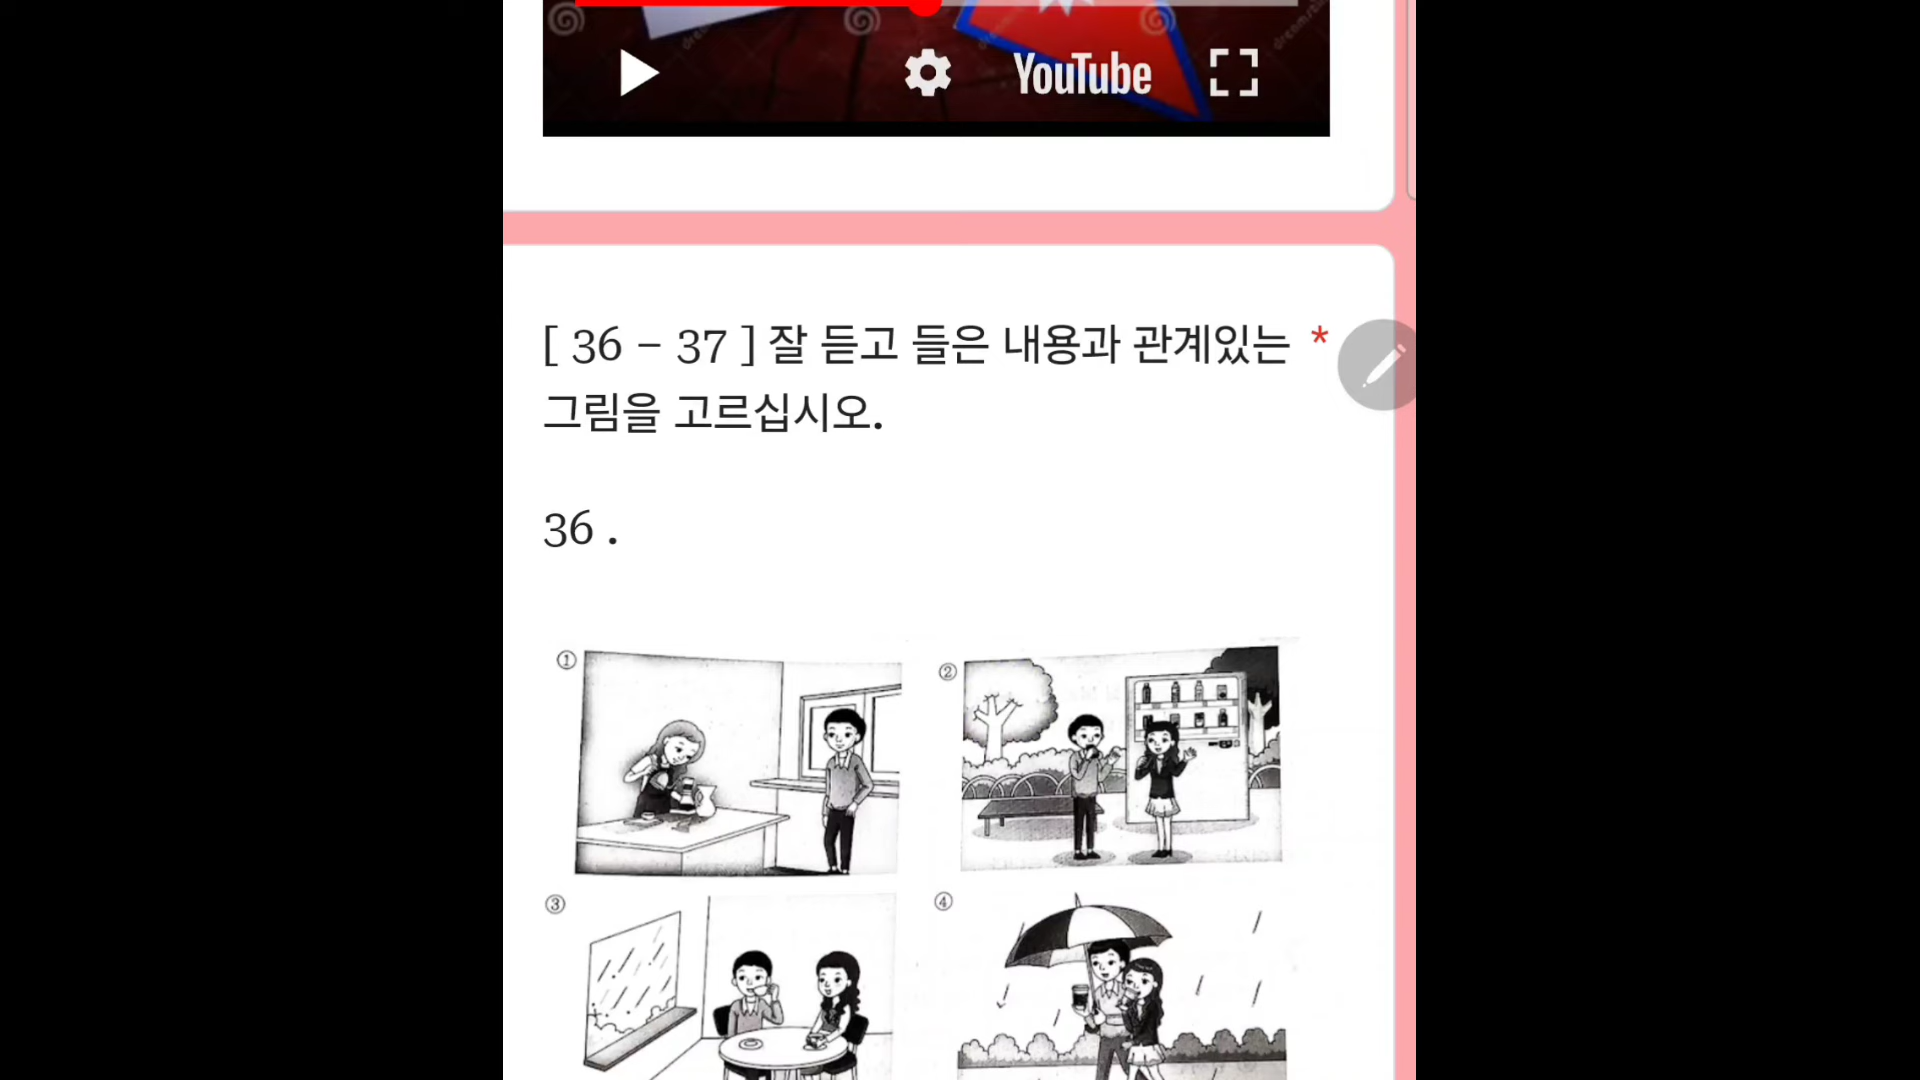 YouTube
[ 36 – 37 ] 잘 듣고 들은 내용과 관계있는 *
그림을 고르십시오.
36 .
①
②
③
④